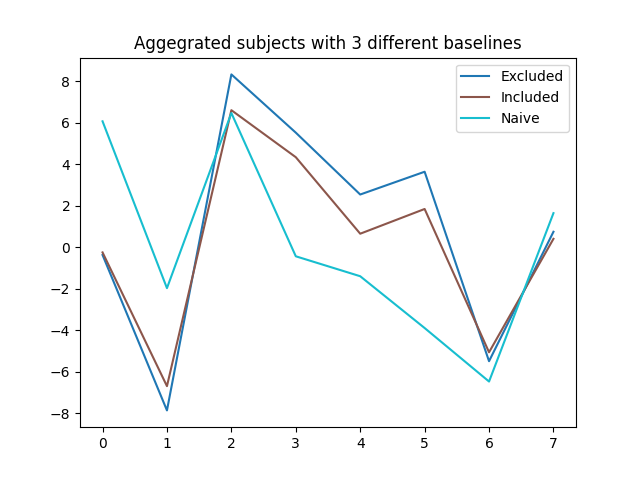 Aggegrated subjects with 3 different baselines
Excluded
Included
Naive
8
6
4
2
0
−2
−4
−6
−8
0 1 2 3 4 5 6 7